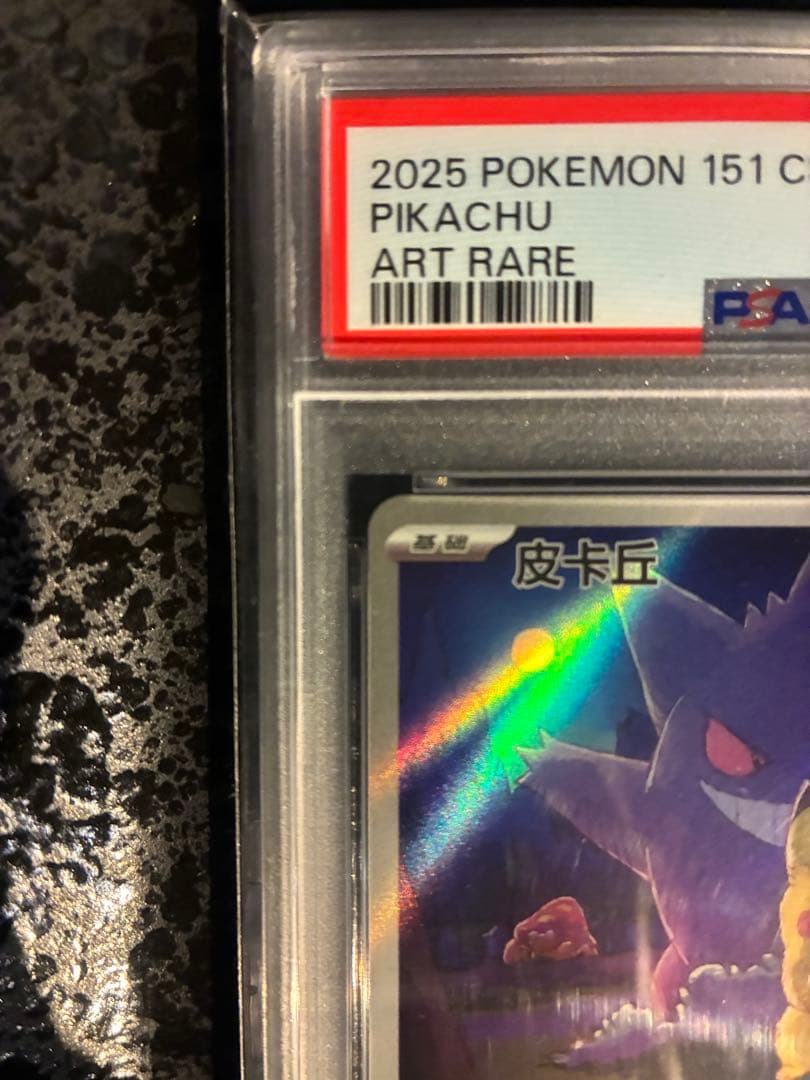 2025 POKEMON 151 C
PIKACHU
ART RARE
PSA
基础
皮卡丘